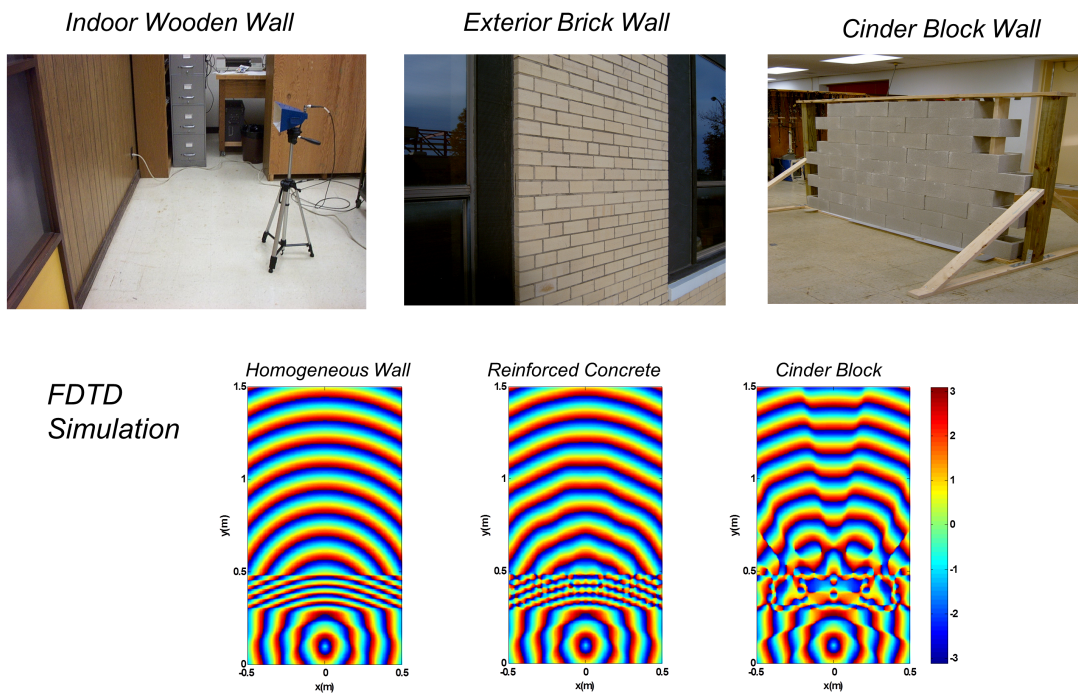 Indoor Wooden Wall
Exterior Brick Wall
Cinder Block Wall
FDTD
Simulation
Homogeneous Wall
Reinforced Concrete
Cinder Block
1.5
1
0.5
0
y(m)
-0.5
0
0.5
x(m)
1.5
1
0.5
0
y(m)
-0.5
0
0.5
x(m)
1.5
1
0.5
0
y(m)
-0.5
0
0.5
x(m)
3
2
1
0
-1
-2
-3